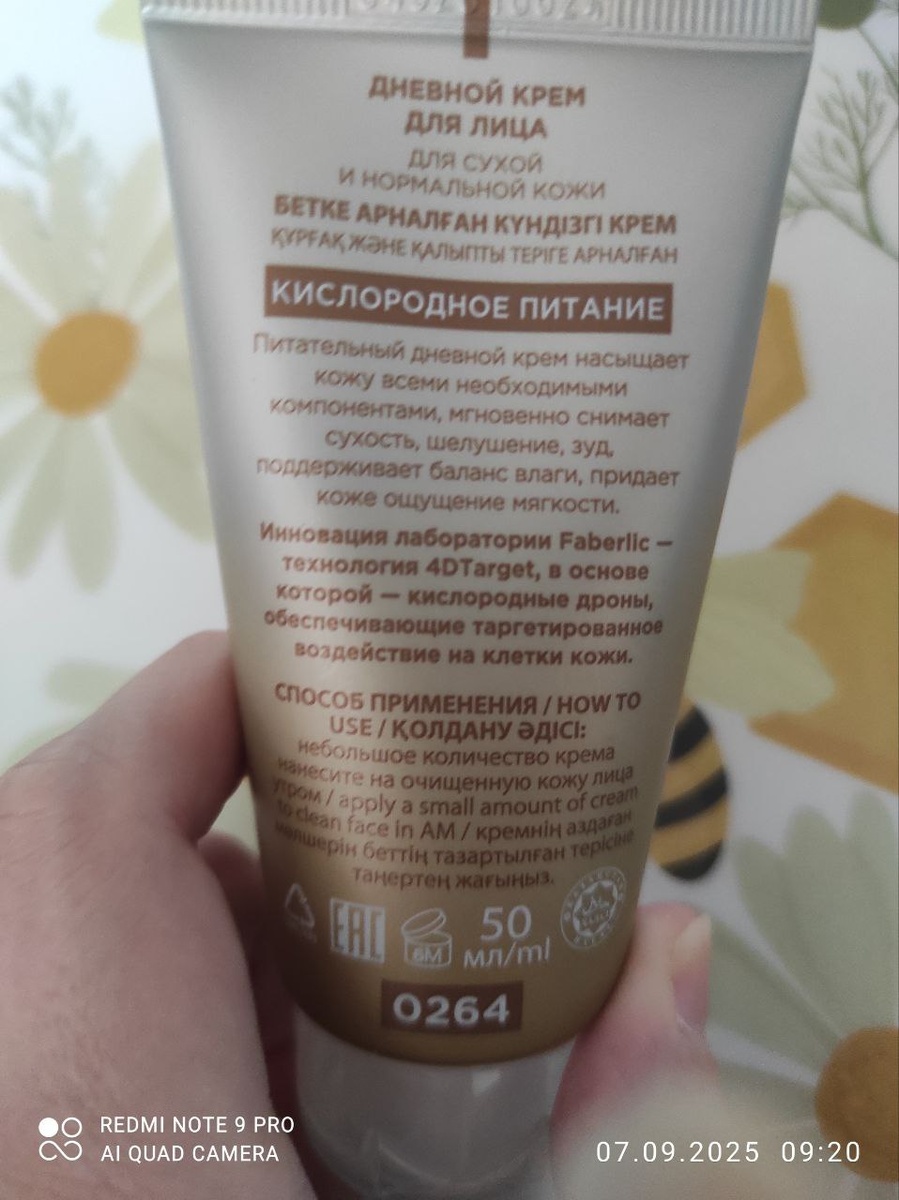 ДНЕВНОЙ КРЕМ
ДЛЯ ЛИЦА
ДЛЯ СУХОЙ
И НОРМАЛЬНОЙ КОЖИ
БЕТКЕ АРНАЛҒАН КҮНДІЗГІ КРЕМ
ҚҰРҒАҚ ЖӘНЕ ҚАЛЫПТЫ ТЕРІГЕ АРНАЛҒАН
КИСЛОРОДНОЕ ПИТАНИЕ
Питательный дневной крем насыщает
кожу всеми необходимыми
компонентами, мгновенно снимает
сухость, шелушение, зуд,
поддерживает баланс влаги, придает
коже ощущение мягкости.
Инновация лаборатории Faberlic —
технология 4DTarget, в основе
которой — кислородные дроны,
обеспечивающие таргетированное
воздействие на клетки кожи.
СПОСОБ ПРИМЕНЕНИЯ / HOW TO
USE / ҚОЛДАНУ ӘДІСІ:
небольшое количество крема
нанесите на очищенную кожу лица
утром / apply a small amount of cream
to clean face in AM / кремнің аздаған
мөлшерін беттің тазартылған терісіне
таңертең жағыңыз.
EAC
6M
50
мл/ml
0264
REDMI NOTE 9 PRO
AI QUAD CAMERA
07.09.2025 09:20